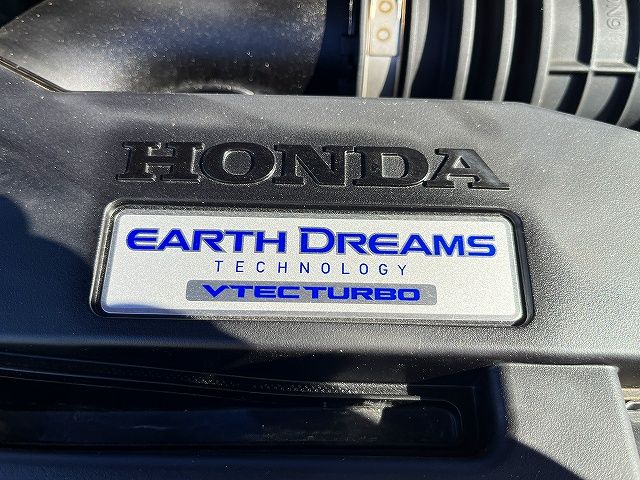 HONDA
EARTH DREAMS
TECHNOLOGY
VTEC TURBO